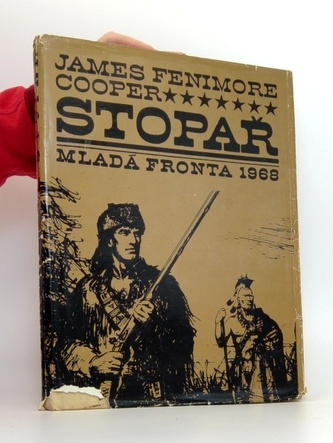 JAMES FENIMORE
COOPER★★★★★★★
STOPAŘ
MLADÁ FRONTA 1968